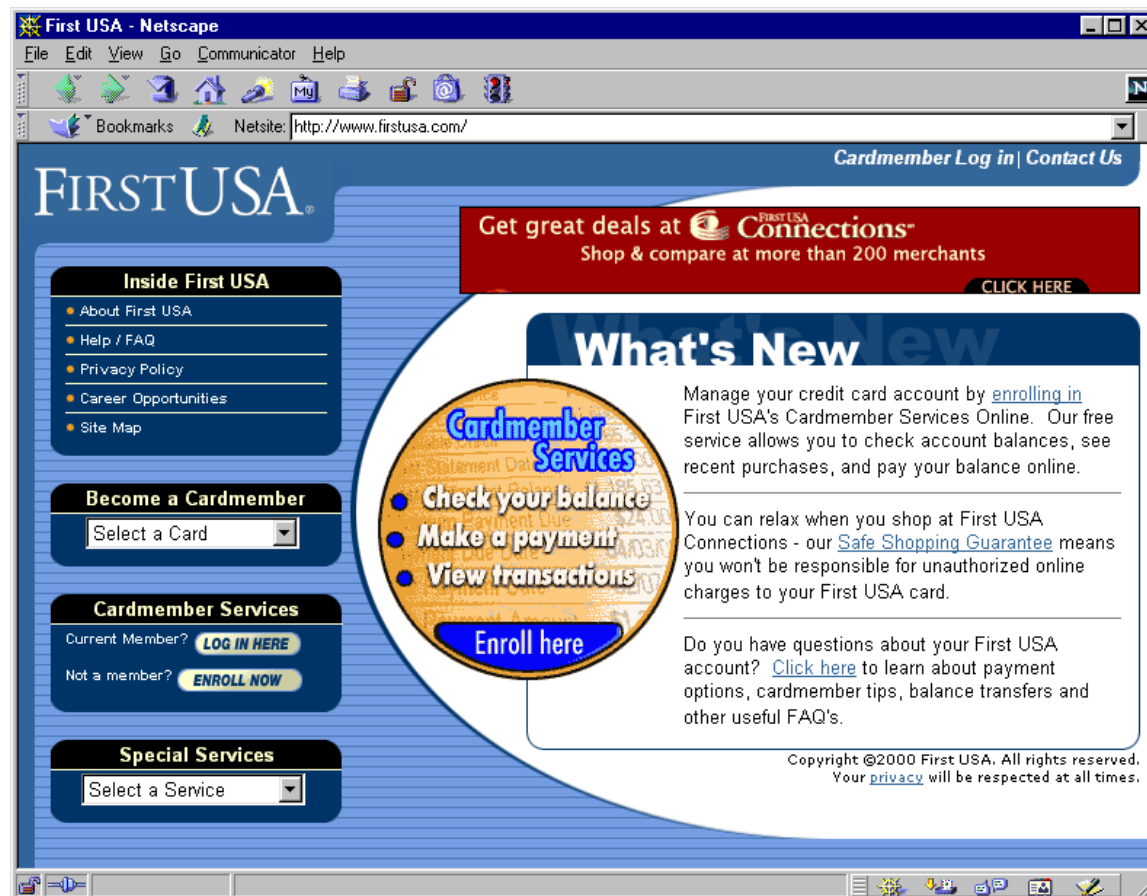 First USA - Netscape
File Edit View Go Communicator Help
My
Bookmarks Netsite: http://www.firstusa.com/
N
Cardmember Log in | Contact Us
FIRST USA®
Get great deals at FIRST USA Connections
Shop & compare at more than 200 merchants
CLICK HERE
Inside First USA
About First USA
Help / FAQ
Privacy Policy
Career Opportunities
Site Map
Become a Cardmember
Select a Card
Cardmember Services
Current Member? LOG IN HERE
Not a member? ENROLL NOW
Special Services
Select a Service
What's New
Cardmember
Services
Check your balance
Make a payment
View transactions
Enroll here
Manage your credit card account by enrolling in
First USA's Cardmember Services Online. Our free
service allows you to check account balances, see
recent purchases, and pay your balance online.
You can relax when you shop at First USA
Connections - our Safe Shopping Guarantee means
you won't be responsible for unauthorized online
charges to your First USA card.
Do you have questions about your First USA
account? Click here to learn about payment
options, cardmember tips, balance transfers and
other useful FAQ's.
Copyright @2000 First USA. All rights reserved.
Your privacy will be respected at all times.